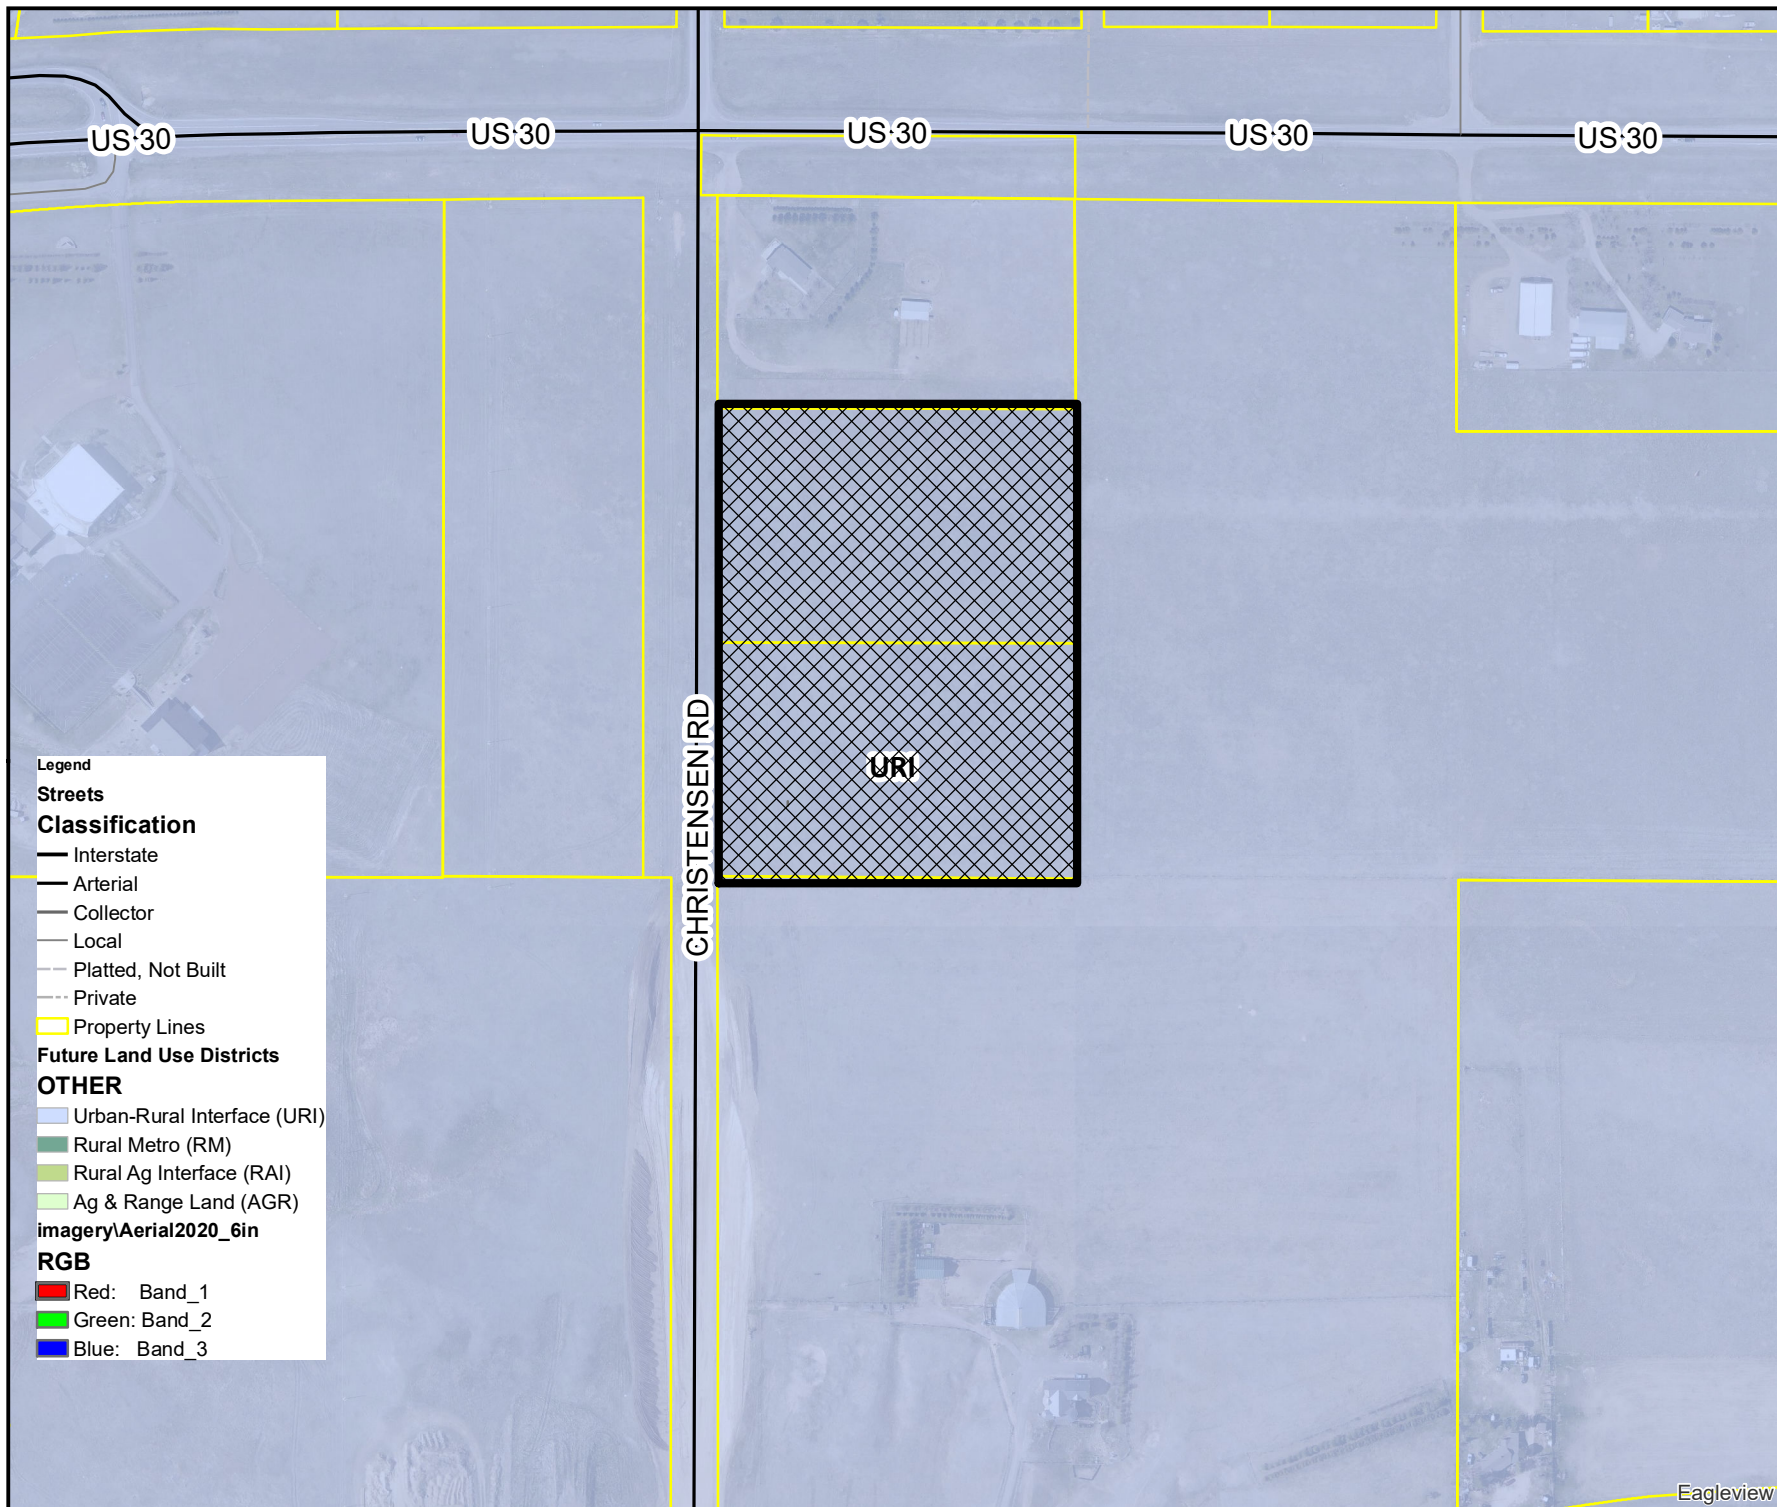 US 30 US 30 US 30 US 30 US 30
CHRISTENSEN RD
URI
Legend
Streets
Classification
Interstate
Arterial
Collector
Local
Platted, Not Built
Private
Property Lines
Future Land Use Districts
OTHER
Urban-Rural Interface (URI)
Rural Metro (RM)
Rural Ag Interface (RAI)
Ag & Range Land (AGR)
imagery\Aerial2020_6in
RGB
Red: Band_1
Green: Band_2
Blue: Band_3
Eagleview